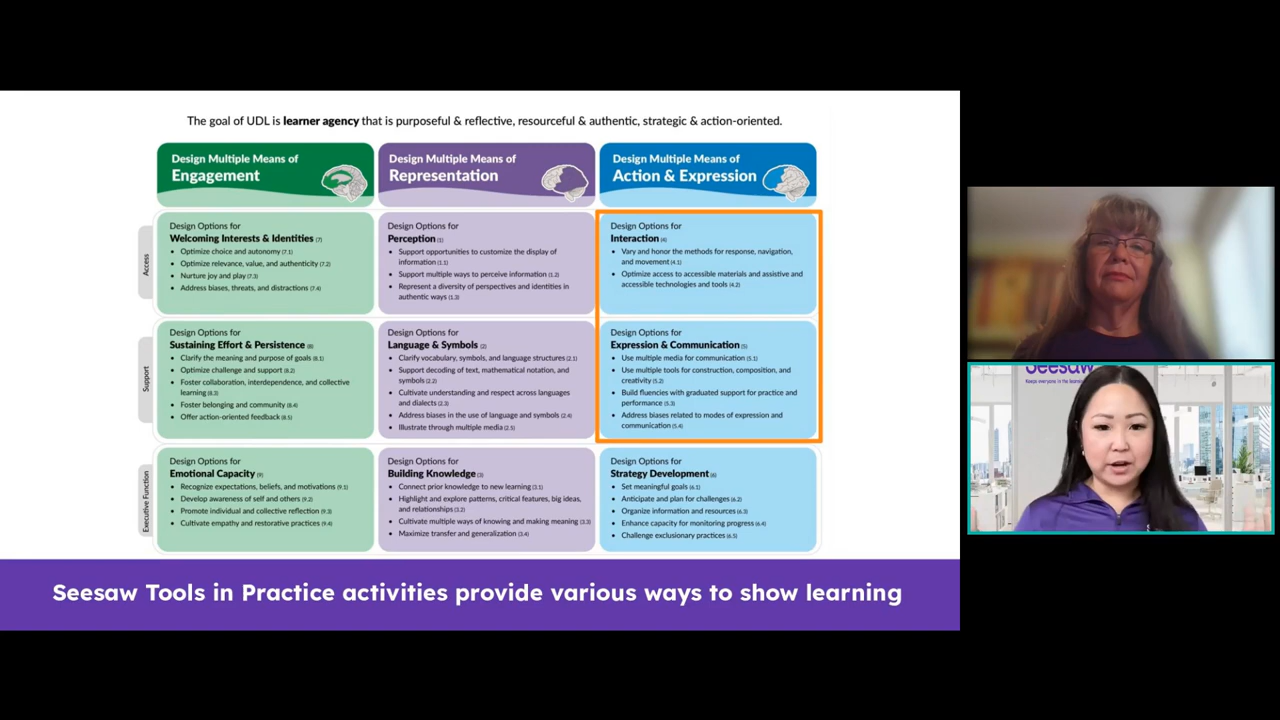 The goal of UDL is learner agency that is purposeful & reflective, resourceful & authentic, strategic & action-oriented.
Design Multiple Means of
Engagement
Design Multiple Means of
Representation
Design Multiple Means of
Action & Expression
Access
Design Options for
Welcoming Interests & Identities (7)
• Optimize choice and autonomy (7.1)
• Optimize relevance, value, and authenticity (7.2)
• Nurture joy and play (7.3)
• Address biases, threats, and distractions (7.4)
Design Options for
Perception (1)
• Support opportunities to customize the display of
information (1.1)
• Support multiple ways to perceive information (1.2)
• Represent a diversity of perspectives and identities in
authentic ways (1.3)
Design Options for
Interaction (4)
• Vary and honor the methods for response, navigation,
and movement (4.1)
• Optimize access to accessible materials and assistive and
accessible technologies and tools (4.2)
Support
Design Options for
Sustaining Effort & Persistence (8)
• Clarify the meaning and purpose of goals (8.1)
• Optimize challenge and support (8.2)
• Foster collaboration, interdependence, and collective
learning (8.3)
• Foster belonging and community (8.4)
• Offer action-oriented feedback (8.5)
Design Options for
Language & Symbols (2)
• Clarify vocabulary, symbols, and language structures (2.1)
• Support decoding of text, mathematical notation, and
symbols (2.2)
• Cultivate understanding and respect across languages
and dialects (2.3)
• Address biases in the use of language and symbols (2.4)
• Illustrate through multiple media (2.5)
Design Options for
Expression & Communication (5)
• Use multiple media for communication (5.1)
• Use multiple tools for construction, composition, and
creativity (5.2)
• Build fluencies with graduated support for practice and
performance (5.3)
• Address biases related to modes of expression and
communication (5.4)
Executive Function
Design Options for
Emotional Capacity (9)
• Recognize expectations, beliefs, and motivations (9.1)
• Develop awareness of self and others (9.2)
• Promote individual and collective reflection (9.3)
• Cultivate empathy and restorative practices (9.4)
Design Options for
Building Knowledge (3)
• Connect prior knowledge to new learning (3.1)
• Highlight and explore patterns, critical features, big ideas,
and relationships (3.2)
• Cultivate multiple ways of knowing and making meaning (3.3)
• Maximize transfer and generalization (3.4)
Design Options for
Strategy Development (6)
• Set meaningful goals (6.1)
• Anticipate and plan for challenges (6.2)
• Organize information and resources (6.3)
• Enhance capacity for monitoring progress (6.4)
• Challenge exclusionary practices (6.5)
Seesaw Tools in Practice activities provide various ways to show learning
Seesaw